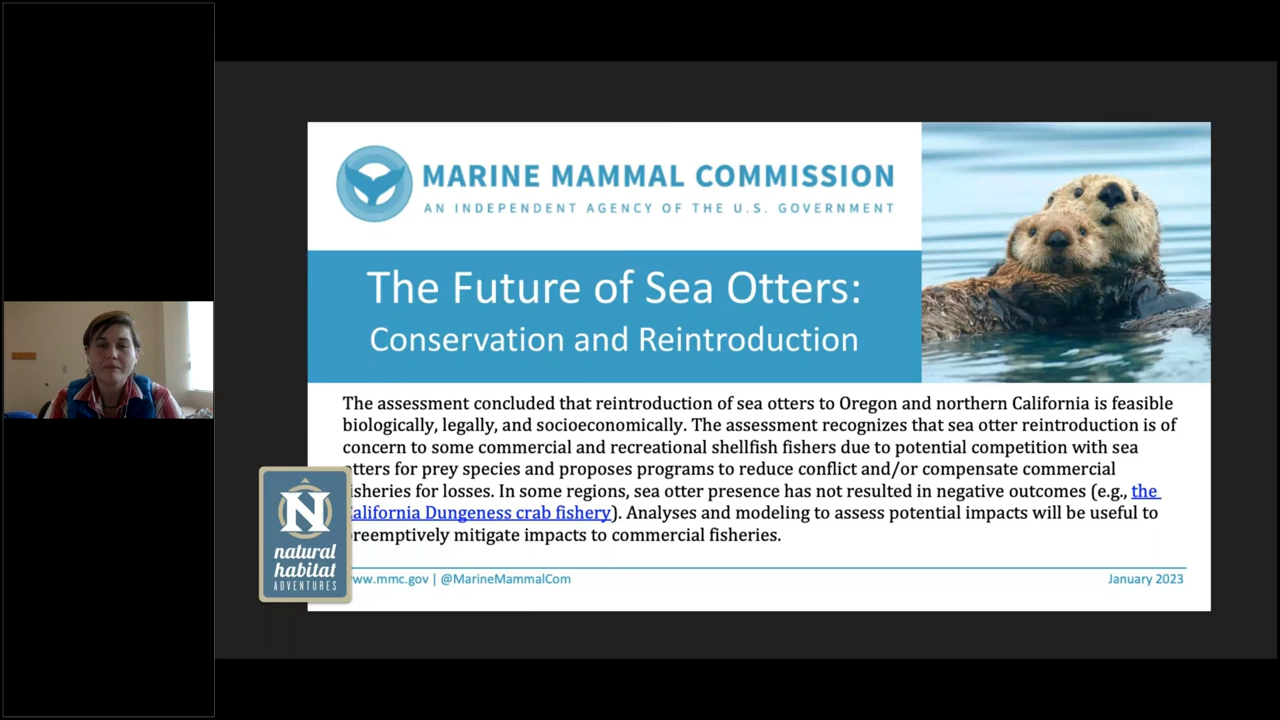 MARINE MAMMAL COMMISSION
AN INDEPENDENT AGENCY OF THE U.S. GOVERNMENT
The Future of Sea Otters:
Conservation and Reintroduction
The assessment concluded that reintroduction of sea otters to Oregon and northern California is feasible
biologically, legally, and socioeconomically. The assessment recognizes that sea otter reintroduction is of
concern to some commercial and recreational shellfish fishers due to potential competition with sea
otters for prey species and proposes programs to reduce conflict and/or compensate commercial
fisheries for losses. In some regions, sea otter presence has not resulted in negative outcomes (e.g., the
California Dungeness crab fishery). Analyses and modeling to assess potential impacts will be useful to
preemptively mitigate impacts to commercial fisheries.
www.mmc.gov | @MarineMammalCom
January 2023
N
natural
habitat
ADVENTURES